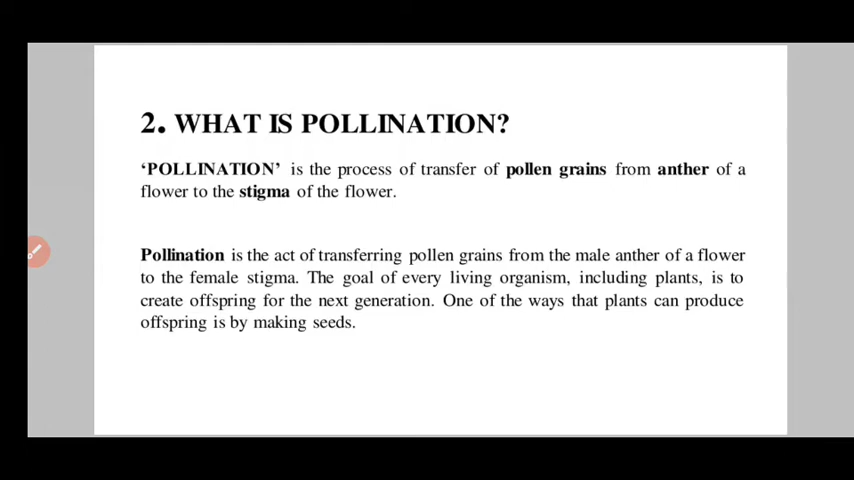 2. WHAT IS POLLINATION?
‘POLLINATION’ is the process of transfer of pollen grains from anther of a
flower to the stigma of the flower.
Pollination is the act of transferring pollen grains from the male anther of a flower
to the female stigma. The goal of every living organism, including plants, is to
create offspring for the next generation. One of the ways that plants can produce
offspring is by making seeds.